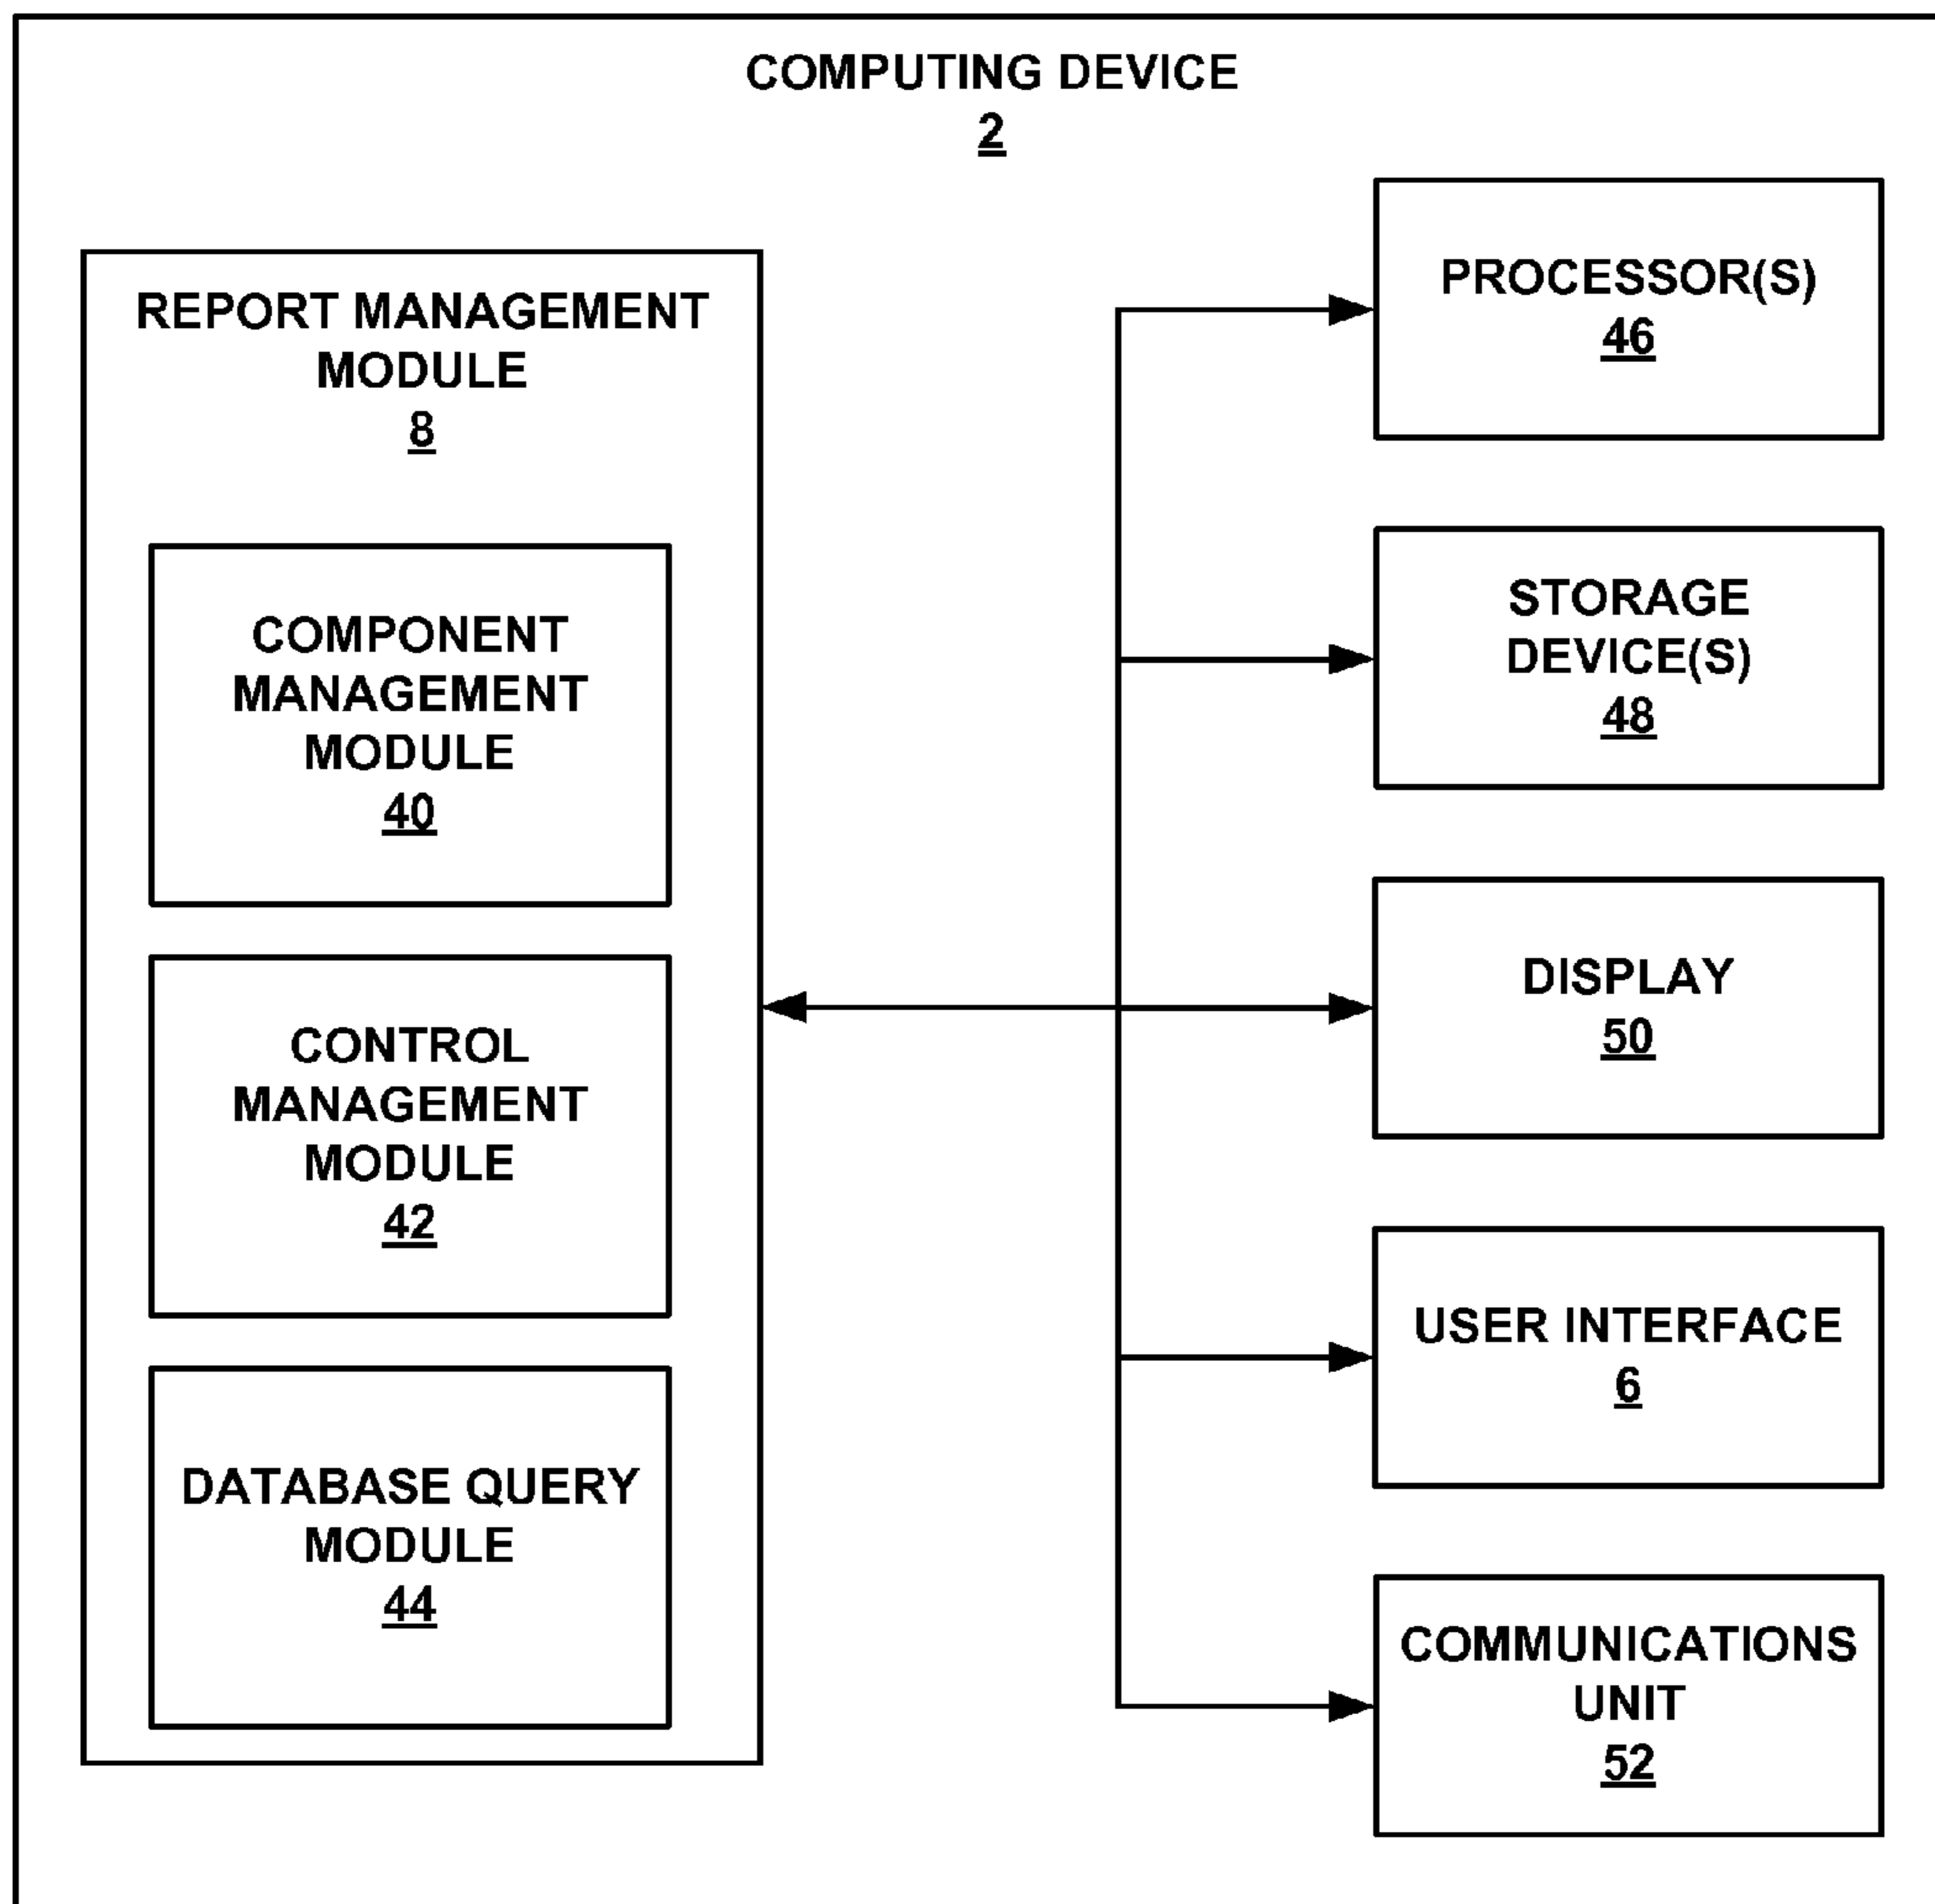 COMPUTING DEVICE
2
REPORT MANAGEMENT
MODULE
8
COMPONENT
MANAGEMENT
MODULE
40
CONTROL
MANAGEMENT
MODULE
42
DATABASE QUERY
MODULE
44
PROCESSOR(S)
46
STORAGE
DEVICE(S)
48
DISPLAY
50
USER INTERFACE
6
COMMUNICATIONS
UNIT
52